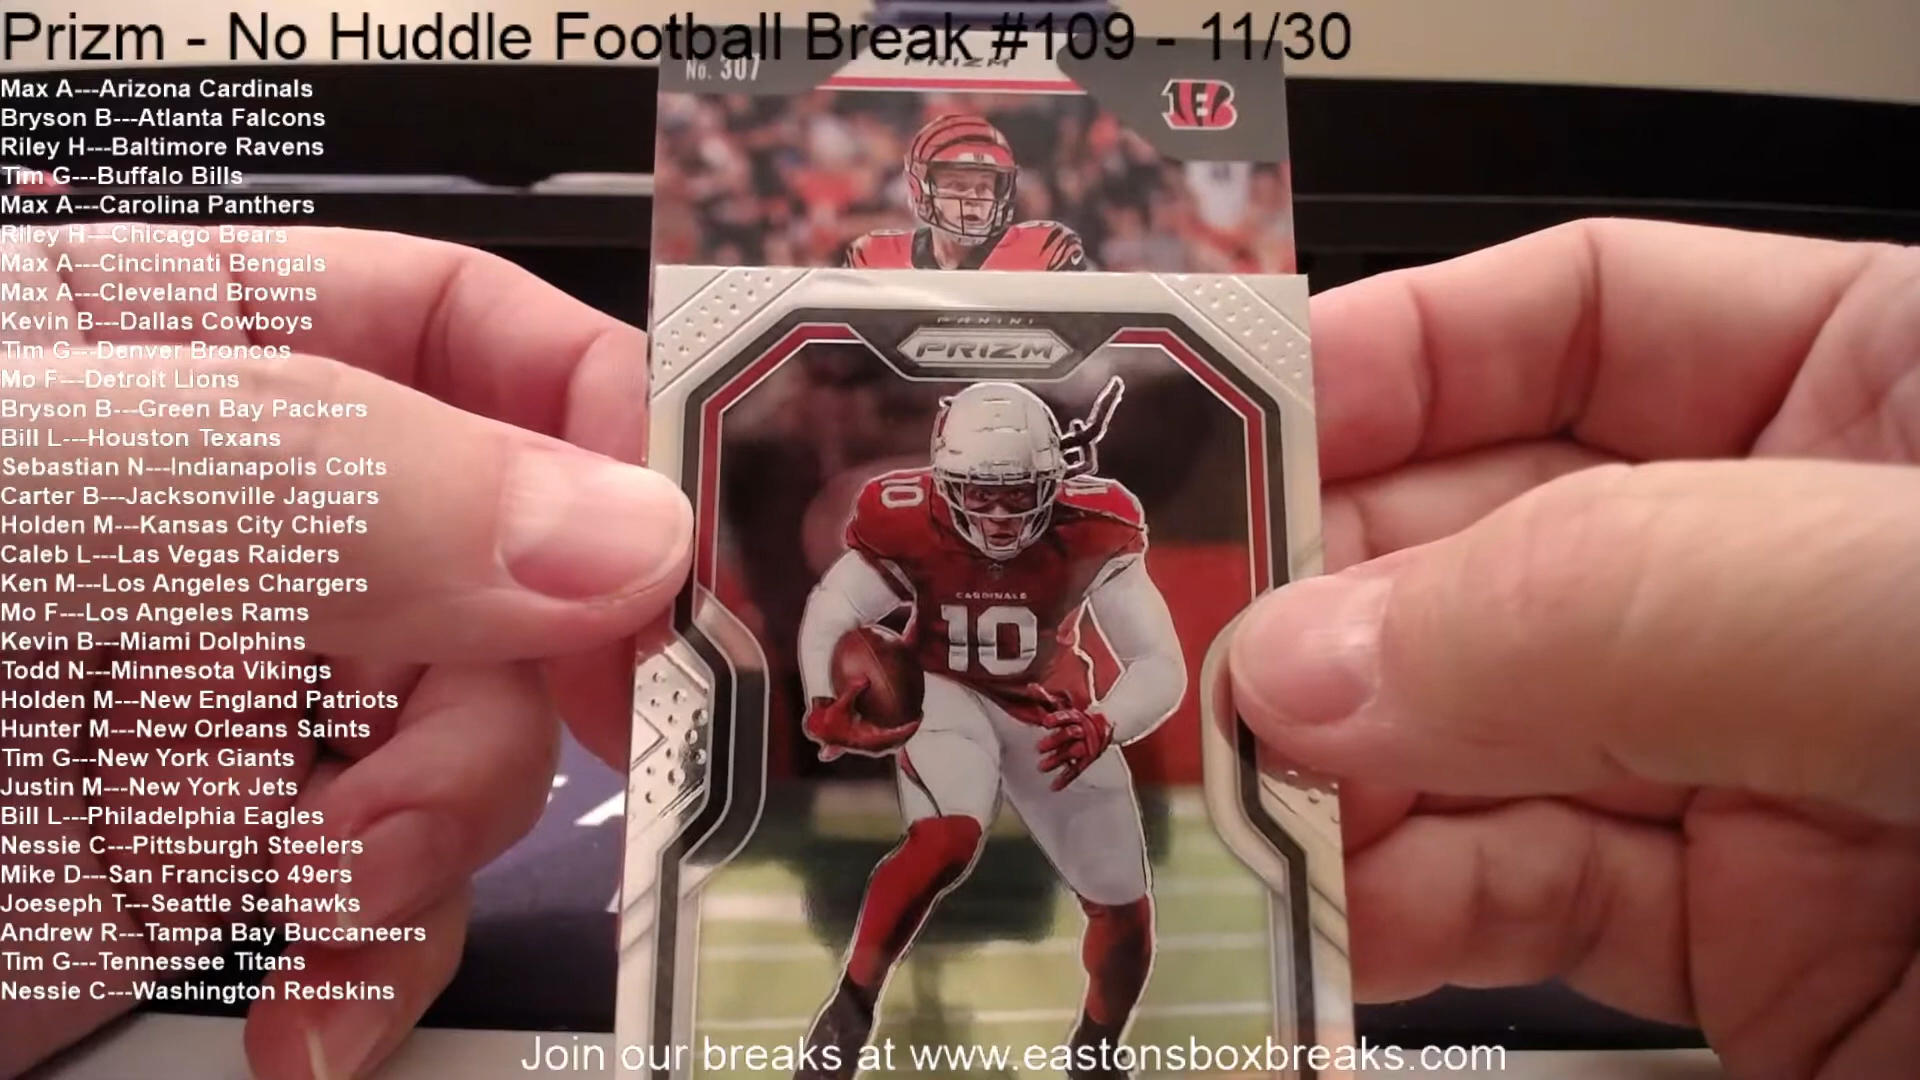 Prizm - No Huddle Football Break #109 - 11/30
No. 307
PRIZM
B
Max A---Arizona Cardinals
Bryson B---Atlanta Falcons
Riley H---Baltimore Ravens
Tim G---Buffalo Bills
Max A---Carolina Panthers
Riley H---Chicago Bears
Max A---Cincinnati Bengals
Max A---Cleveland Browns
Kevin B---Dallas Cowboys
Tim G---Denver Broncos
Mo F---Detroit Lions
Bryson B---Green Bay Packers
Bill L---Houston Texans
Sebastian N---Indianapolis Colts
Carter B---Jacksonville Jaguars
Holden M---Kansas City Chiefs
Caleb L---Las Vegas Raiders
Ken M---Los Angeles Chargers
Mo F---Los Angeles Rams
Kevin B---Miami Dolphins
Todd N---Minnesota Vikings
Holden M---New England Patriots
Hunter M---New Orleans Saints
Tim G---New York Giants
Justin M---New York Jets
Bill L---Philadelphia Eagles
Nessie C---Pittsburgh Steelers
Mike D---San Francisco 49ers
Joeseph T---Seattle Seahawks
Andrew R---Tampa Bay Buccaneers
Tim G---Tennessee Titans
Nessie C---Washington Redskins
PANINI
PRIZM
10
CARDINALS
10
Join our breaks at www.eastonsboxbreaks.com